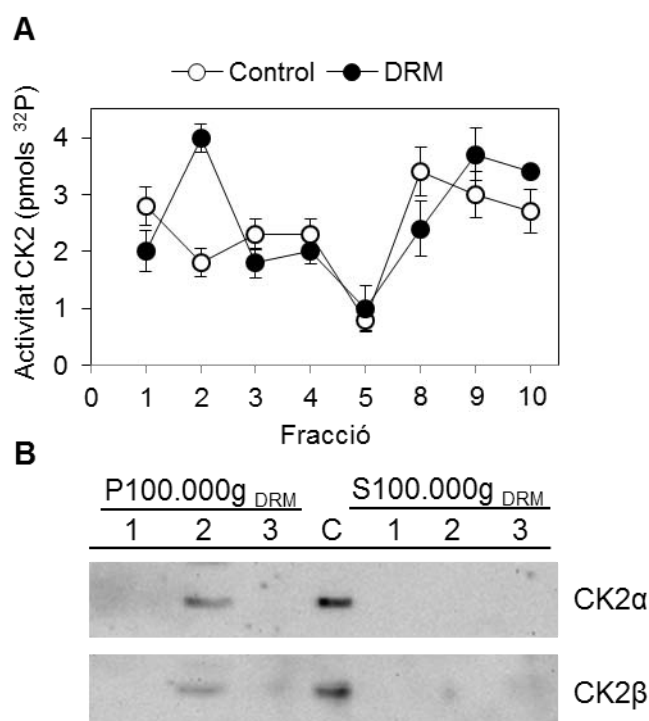 A
Control DRM
Activitat CK2 (pmols ³²P)
4
3
2
1
0
0 1 2 3 4 5 8 9 10
Fracció
B
P100.000g DRM S100.000g DRM
1 2 3 C 1 2 3
CK2α
CK2β